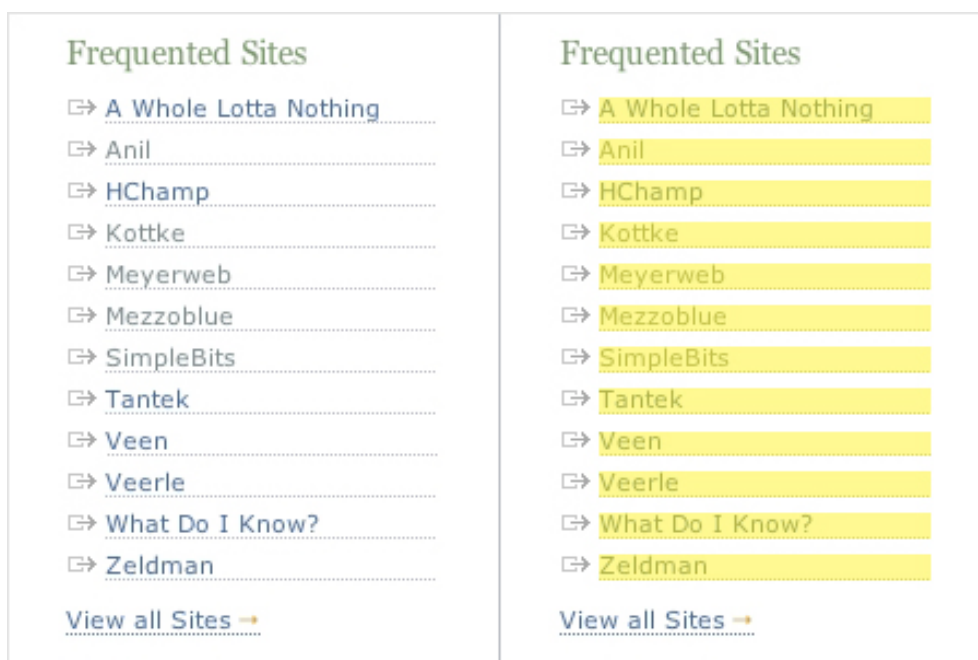 Frequented Sites
A Whole Lotta Nothing
Anil
HChamp
Kottke
Meyerweb
Mezzoblue
SimpleBits
Tantek
Veen
Veerle
What Do I Know?
Zeldman
View all Sites →
Frequented Sites
A Whole Lotta Nothing
Anil
HChamp
Kottke
Meyerweb
Mezzoblue
SimpleBits
Tantek
Veen
Veerle
What Do I Know?
Zeldman
View all Sites →